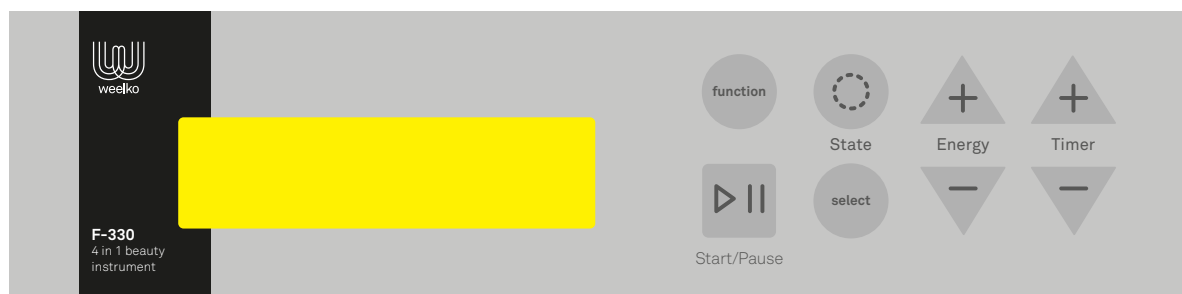 weelko
F-330
4 in 1 beauty
instrument
function
State
Energy
Timer
select
Start/Pause